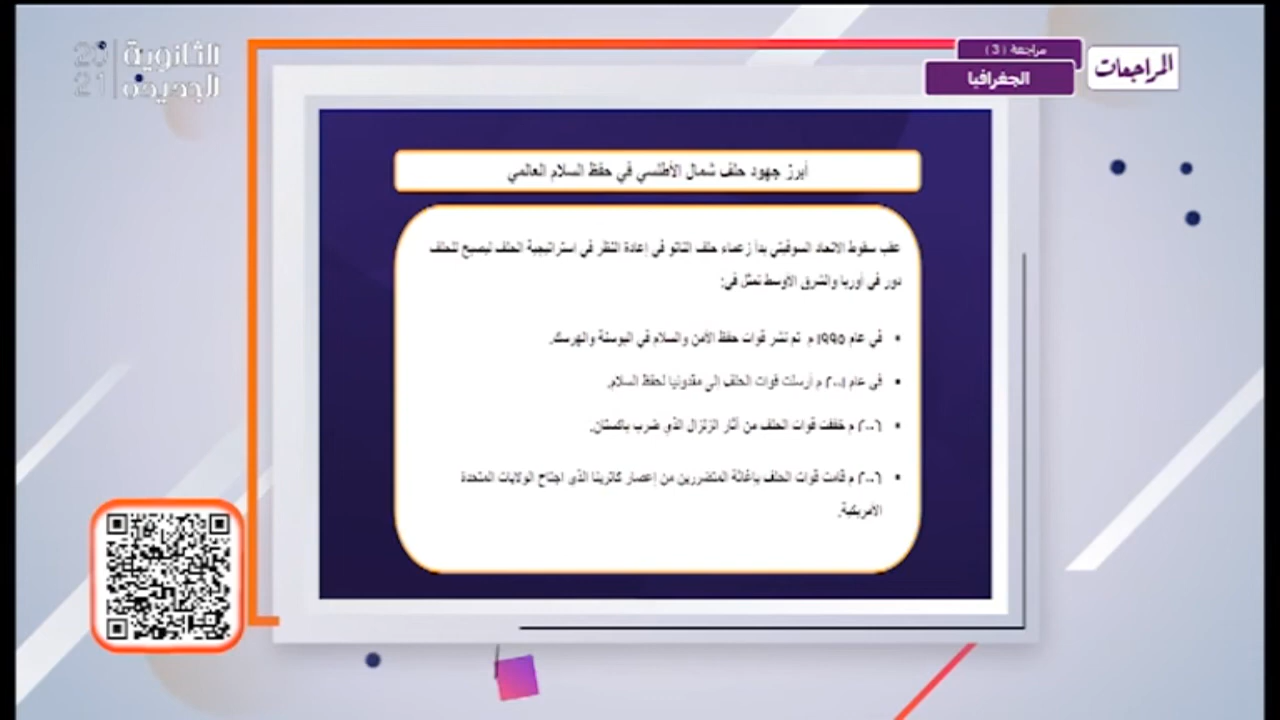 المراجعات
مراجعة (3)
الجغرافيا
الثانوية 20
الجديدة 21
أبرز جهود حلف شمال الأطلسي في حفظ السلام العالمي
عقب سقوط الاتحاد السوفيتي بدأ زعماء حلف الناتو في إعادة النظر في استراتيجية الحلف ليصبح للحلف
دور في أوربا والشرق الأوسط تمثل في:
▪ في عام ١٩٩٥ م تم نشر قوات حفظ الأمن والسلام في البوسنة والهرسك.
▪ في عام ٢٠٠١ م أرسلت قوات الحلف إلى مقدونيا لحفظ السلام.
▪ ٢٠٠٦ م خففت قوات الحلف من آثار الزلزال الذي ضرب باكستان.
▪ ٢٠٠٦ م قامت قوات الحلف بإغاثة المتضررين من إعصار كاترينا الذى اجتاح الولايات المتحدة
الأمريكية.